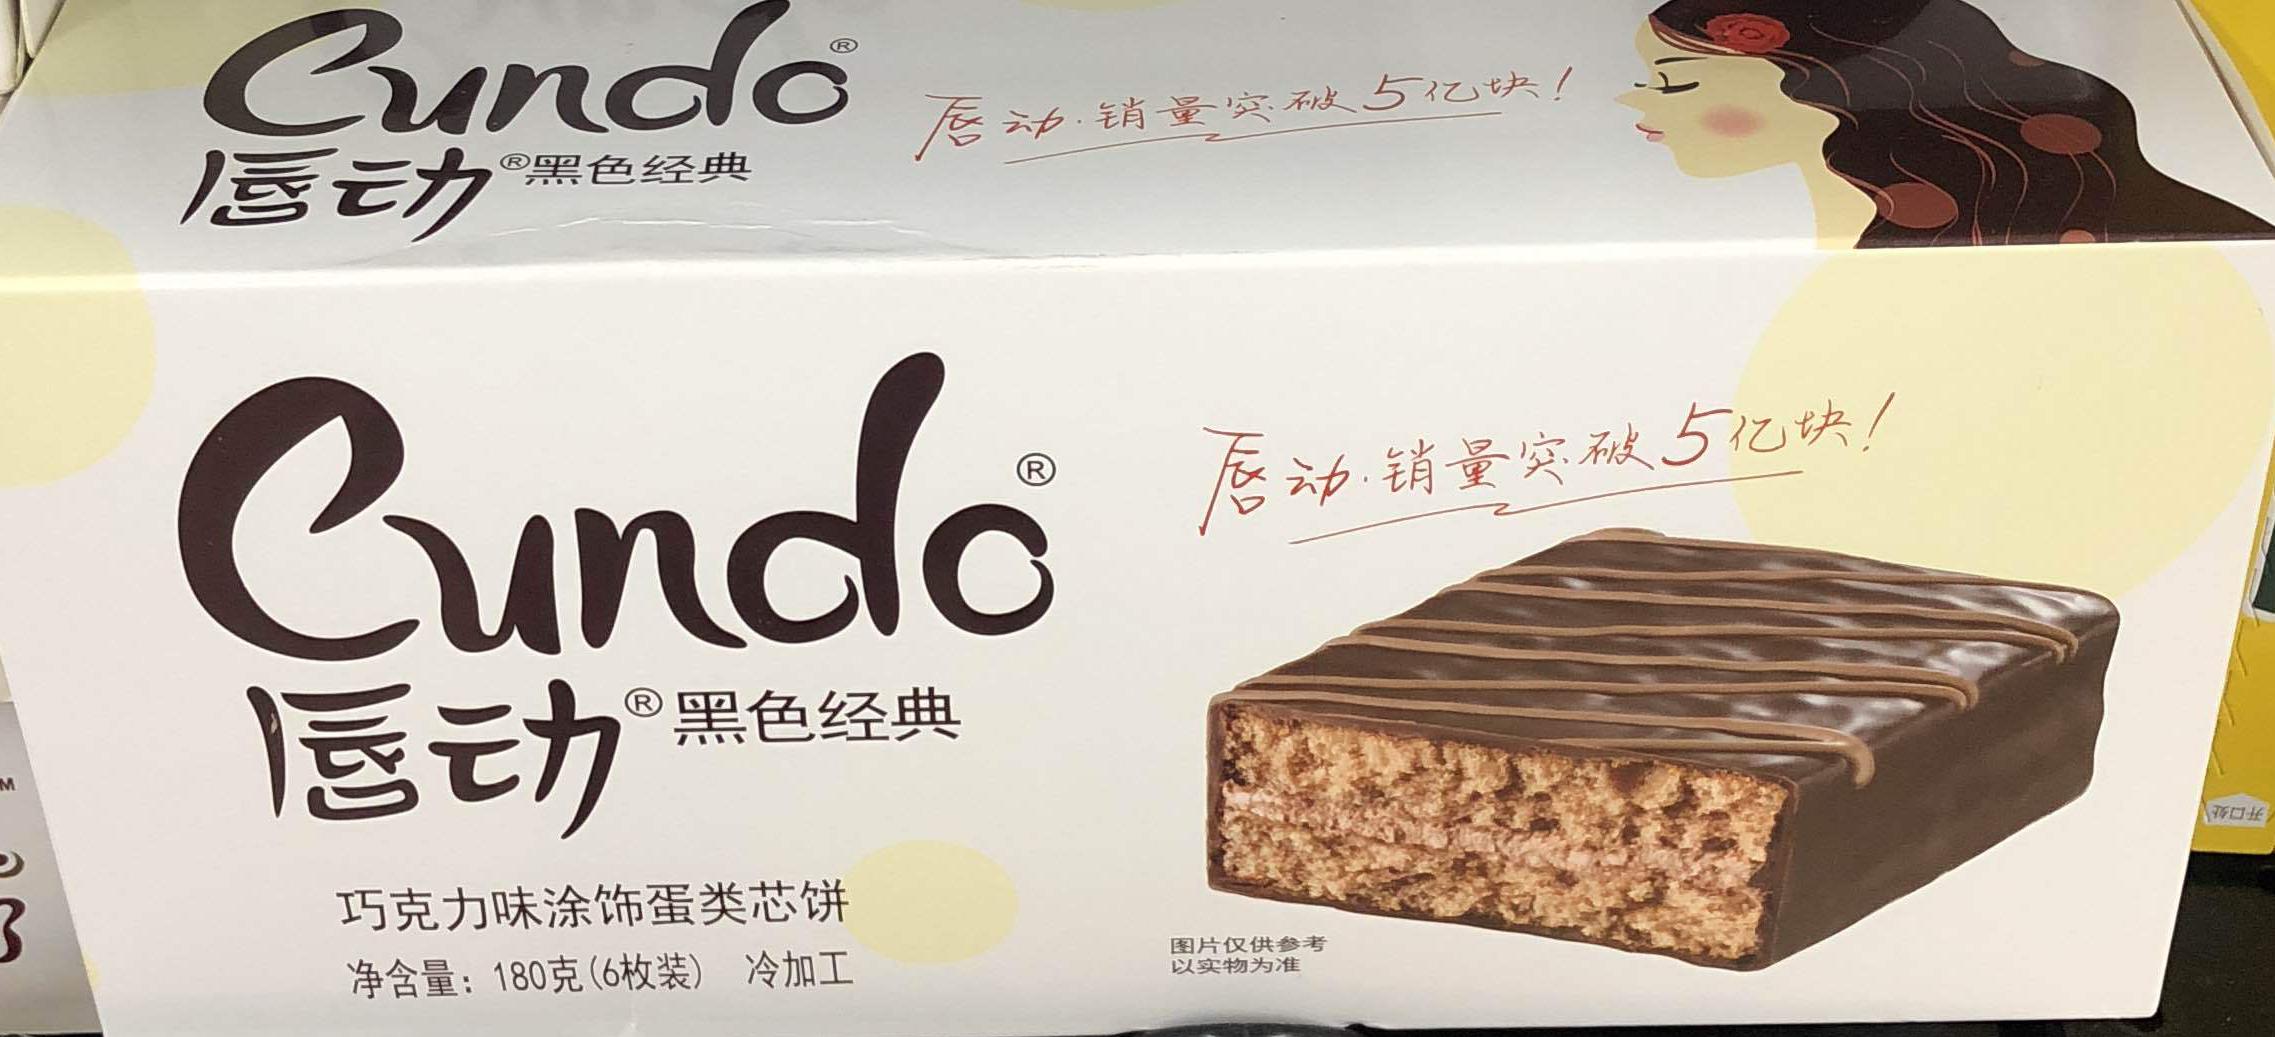 Cundo®
唇动®黑色经典
唇动·销量突破5亿块!
Cundo®
唇动®黑色经典
唇动·销量突破5亿块!
巧克力味涂饰蛋类芯饼
净含量:180克(6枚装) 冷加工
图片仅供参考
以实物为准
开口处